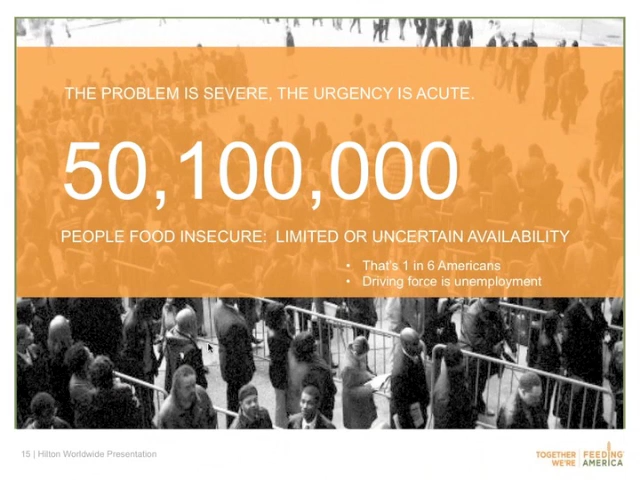 THE PROBLEM IS SEVERE, THE URGENCY IS ACUTE.
50,100,000
PEOPLE FOOD INSECURE:  LIMITED OR UNCERTAIN AVAILABILITY
• That's 1 in 6 Americans
• Driving force is unemployment
15 | Hilton Worldwide Presentation
TOGETHER WE'RE
FEEDING AMERICA